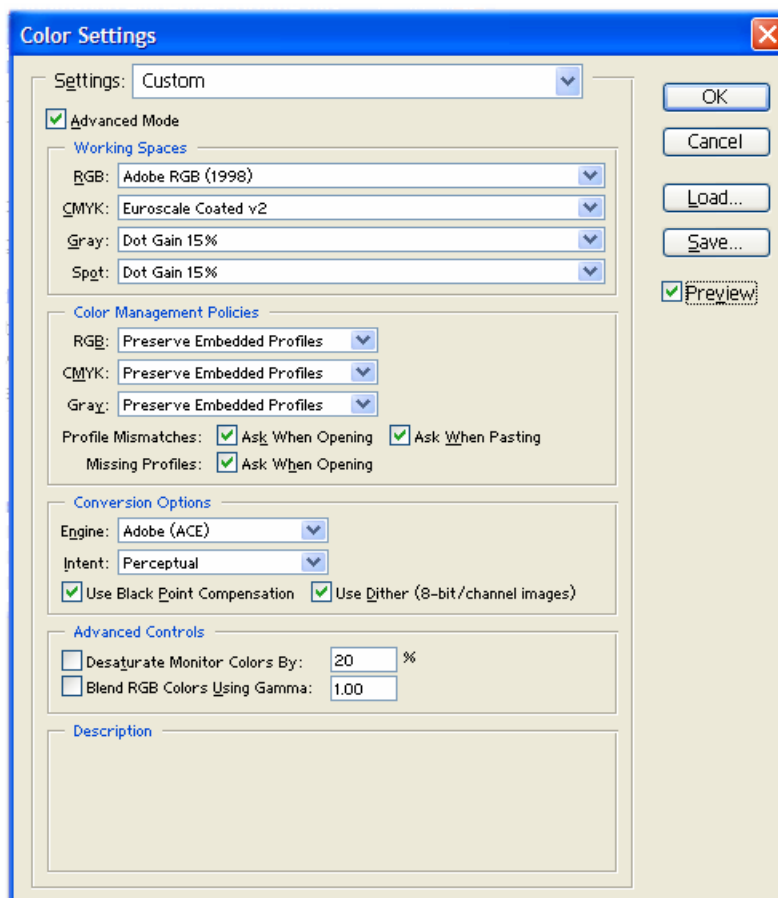 Color Settings
Settings: Custom
OK
Advanced Mode
Cancel
Working Spaces
RGB: Adobe RGB (1998)
Load...
CMYK: Euroscale Coated v2
Gray: Dot Gain 15%
Save...
Spot: Dot Gain 15%
Preview
Color Management Policies
RGB: Preserve Embedded Profiles
CMYK: Preserve Embedded Profiles
Gray: Preserve Embedded Profiles
Profile Mismatches: Ask When Opening Ask When Pasting
Missing Profiles: Ask When Opening
Conversion Options
Engine: Adobe (ACE)
Intent: Perceptual
Use Black Point Compensation Use Dither (8-bit/channel images)
Advanced Controls
Desaturate Monitor Colors By: 20 %
Blend RGB Colors Using Gamma: 1.00
Description